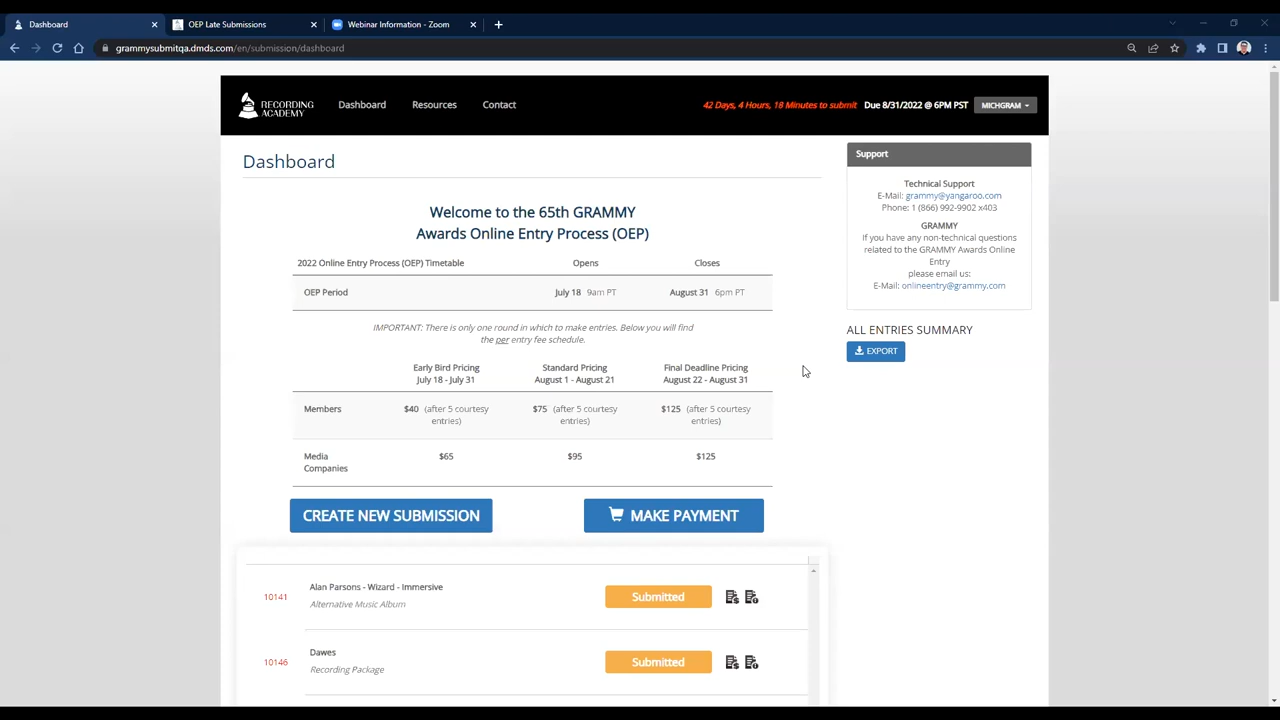 Dashboard
OEP Late Submissions
Webinar Information - Zoom
grammysubmitqa.dmds.com/en/submission/dashboard
RECORDING
ACADEMY
Dashboard
Resources
Contact
42 Days, 4 Hours, 18 Minutes to submit
Due 8/31/2022 @ 6PM PST
MICHGRAM
Dashboard
Welcome to the 65th GRAMMY
Awards Online Entry Process (OEP)
2022 Online Entry Process (OEP) Timetable Opens Closes
OEP Period July 18 9am PT August 31 6pm PT
IMPORTANT: There is only one round in which to make entries. Below you will find
the per entry fee schedule.
Early Bird Pricing Standard Pricing Final Deadline Pricing
July 18 - July 31 August 1 - August 21 August 22 - August 31
Members $40 (after 5 courtesy $75 (after 5 courtesy $125 (after 5 courtesy
entries) entries) entries)
Media $65 $95 $125
Companies
CREATE NEW SUBMISSION
MAKE PAYMENT
10141
Alan Parsons - Wizard - Immersive
Alternative Music Album
Submitted
10146
Dawes
Recording Package
Submitted
Support
Technical Support
E-Mail: grammy@yangaroo.com
Phone: 1 (866) 992-9902 x403
GRAMMY
If you have any non-technical questions
related to the GRAMMY Awards Online
Entry
please email us:
E-Mail: onlineentry@grammy.com
ALL ENTRIES SUMMARY
EXPORT